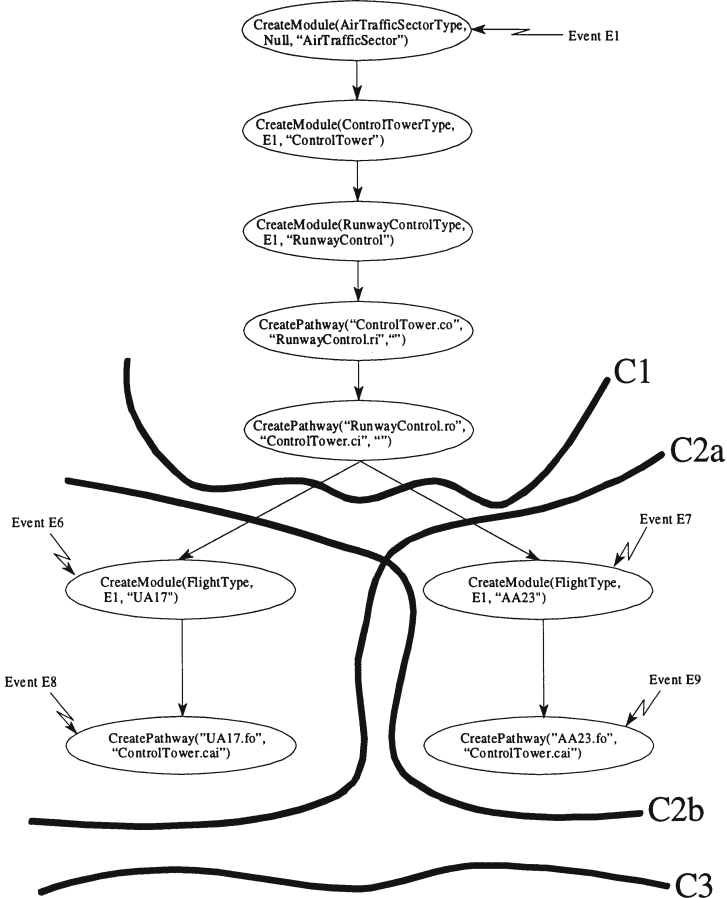 CreateModule(AirTrafficSectorType,
Null, “AirTrafficSector”)
Event E1
CreateModule(ControlTowerType,
E1, “ControlTower”)
CreateModule(RunwayControlType,
E1, “RunwayControl”)
CreatePathway(“ControlTower.co”,
“RunwayControl.ri”,“”)
C1
CreatePathway(“RunwayControl.ro”,
“ControlTower.ci”, “”)
C2a
Event E6
Event E7
CreateModule(FlightType,
E1, “UA17")
CreateModule(FlightType,
E1, “AA23")
Event E8
Event E9
CreatePathway("UA17.fo”,
“ControlTower.cai”)
CreatePathway("AA23.fo”,
“ControlTower.cai”)
C2b
C3